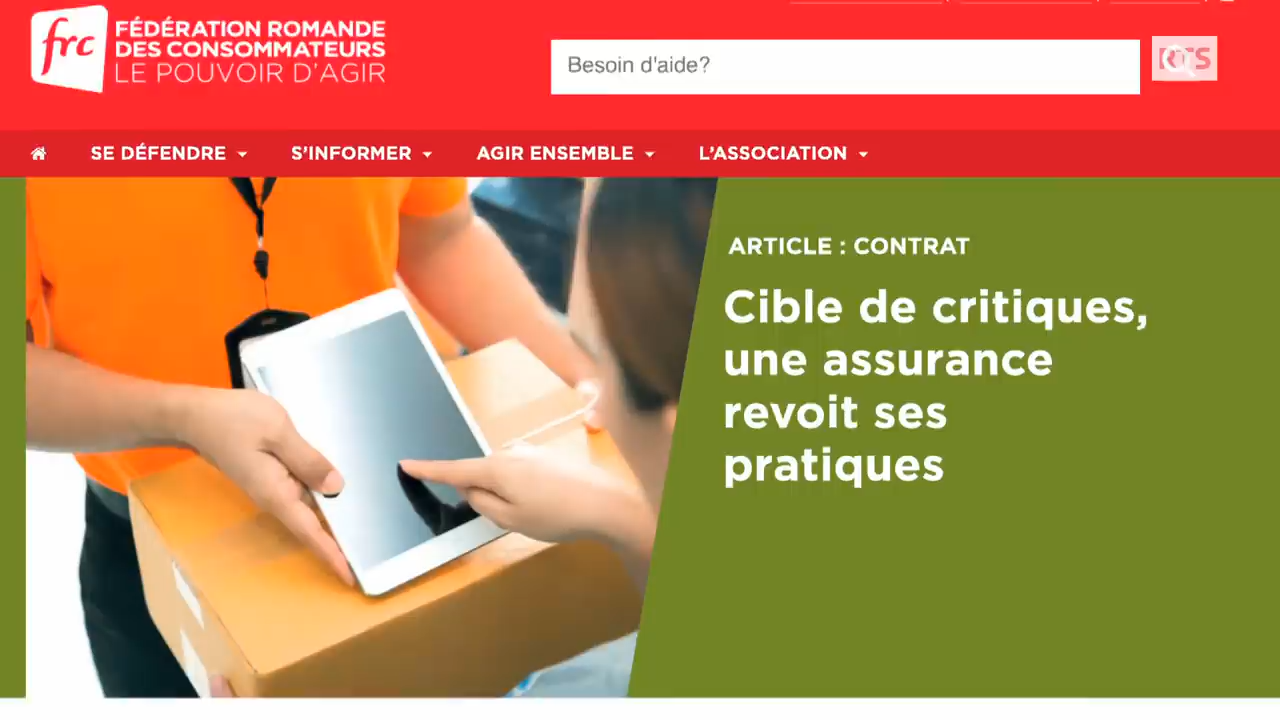 frc
FÉDÉRATION ROMANDE
DES CONSOMMATEURS
LE POUVOIR D'AGIR
Besoin d'aide?
RTS
SE DÉFENDRE
S'INFORMER
AGIR ENSEMBLE
L'ASSOCIATION
ARTICLE : CONTRAT
Cible de critiques,
une assurance
revoit ses
pratiques